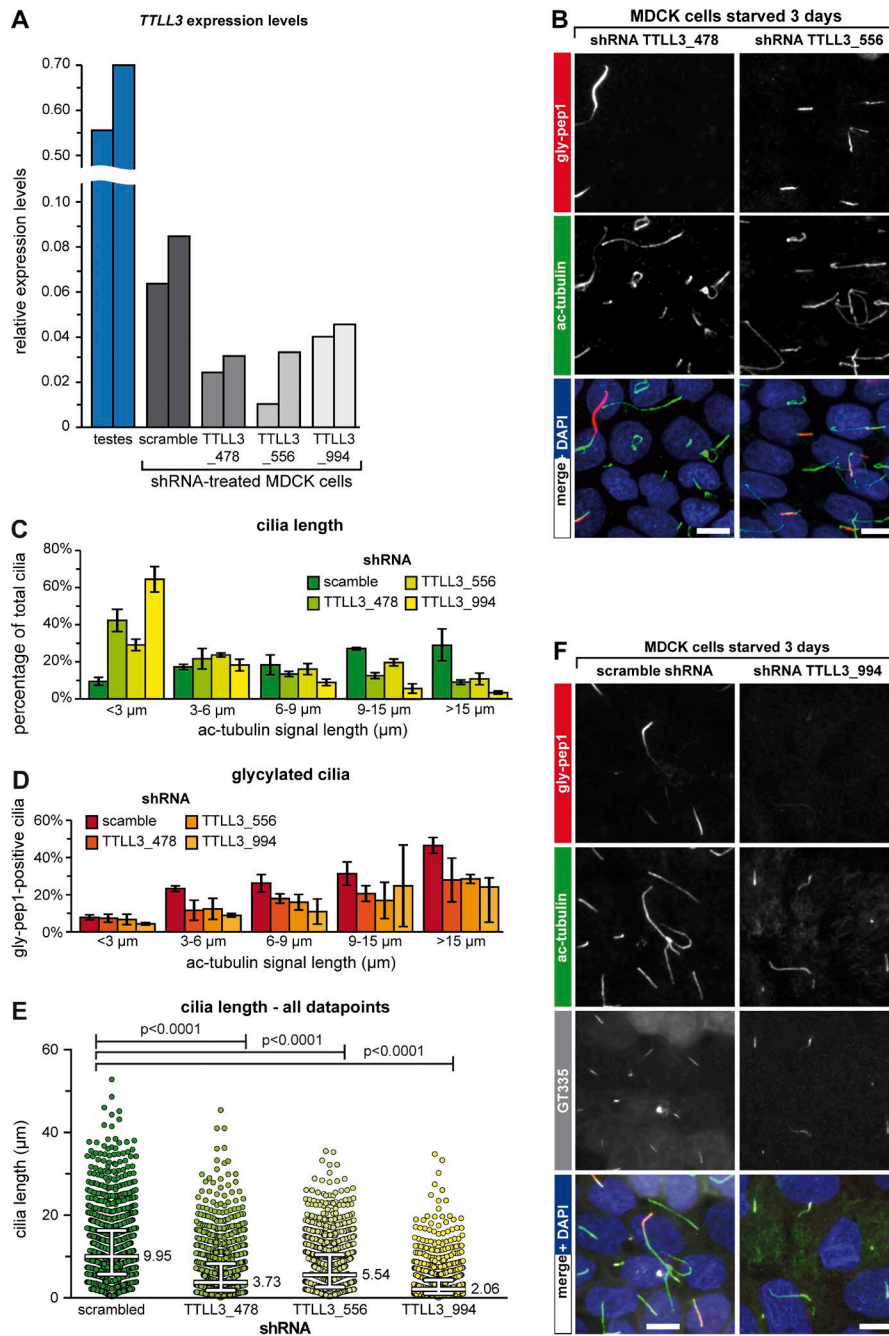 A
TTLL3 expression levels
relative expression levels
0.70
0.50
0.10
0.08
0.06
0.04
0.02
0
testes
scramble
TTLL3
_478
TTLL3
_556
TTLL3
_994
shRNA-treated MDCK cells
B
MDCK cells starved 3 days
shRNA TTLL3_478
shRNA TTLL3_556
gly-pep1
ac-tubulin
merge + DAPI
C
cilia length
percentage of total cilia
80%
60%
40%
20%
0%
shRNA
scamble
TTLL3_478
TTLL3_556
TTLL3_994
<3 µm
3-6 µm
6-9 µm
9-15 µm
>15 µm
ac-tubulin signal length (µm)
D
glycylated cilia
gly-pep1-positive cilia
60%
40%
20%
0%
shRNA
scamble
TTLL3_478
TTLL3_556
TTLL3_994
<3 µm
3-6 µm
6-9 µm
9-15 µm
>15 µm
ac-tubulin signal length (µm)
E
cilia length - all datapoints
p<0.0001
p<0.0001
p<0.0001
cilia length (µm)
60
40
20
0
9.95
3.73
5.54
2.06
scrambled
TTLL3_478
TTLL3_556
TTLL3_994
shRNA
F
MDCK cells starved 3 days
scramble shRNA
shRNA TTLL3_994
gly-pep1
ac-tubulin
GT335
merge + DAPI